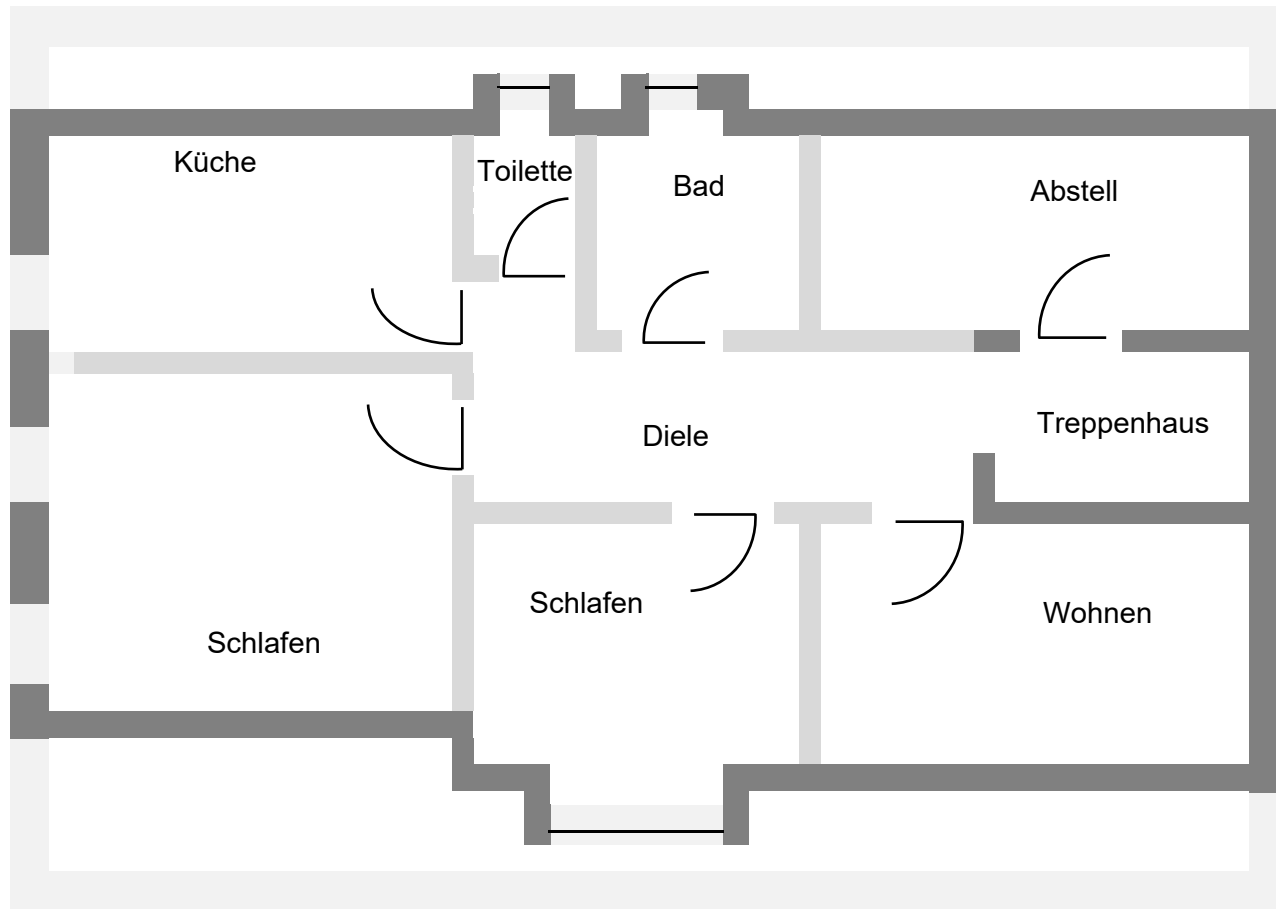 Küche
Toilette
Bad
Abstell
Diele
Treppenhaus
Schlafen
Schlafen
Wohnen